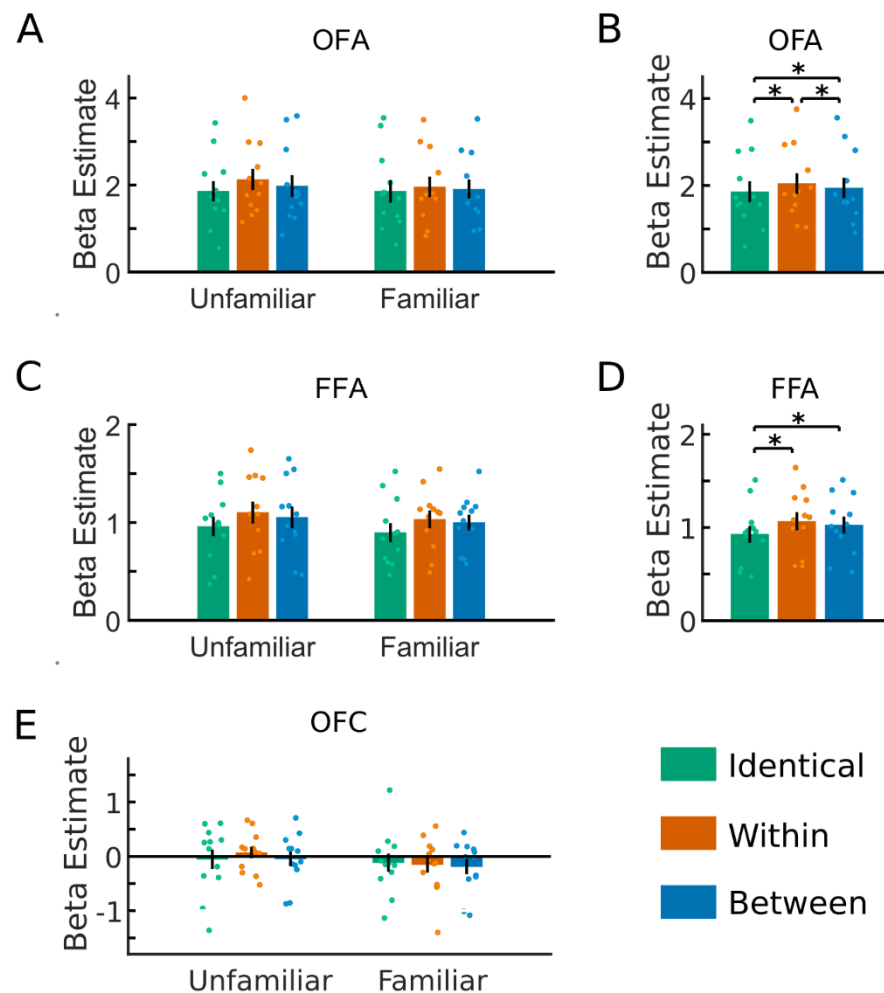 A
OFA
Beta Estimate
4
2
0
Unfamiliar
Familiar
B
OFA
Beta Estimate
4
2
0
*
*
*
C
FFA
Beta Estimate
2
1
0
Unfamiliar
Familiar
D
FFA
Beta Estimate
2
1
0
*
*
E
OFC
Beta Estimate
1
0
-1
Unfamiliar
Familiar
Identical
Within
Between